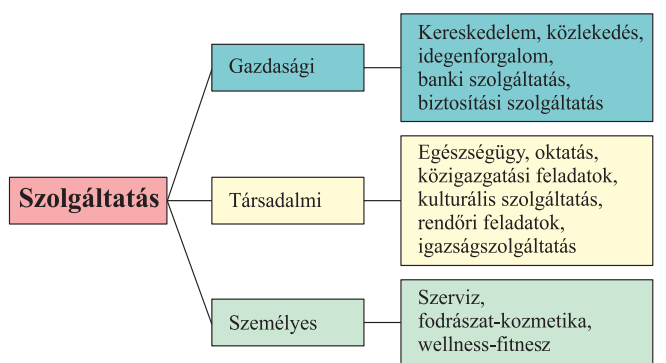 Szolgáltatás
Gazdasági
Kereskedelem, közlekedés,
idegenforgalom,
banki szolgáltatás,
biztosítási szolgáltatás
Társadalmi
Egészségügy, oktatás,
közigazgatási feladatok,
kulturális szolgáltatás,
rendőri feladatok,
igazságszolgáltatás
Személyes
Szerviz,
fodrászat-kozmetika,
wellness-fitnesz